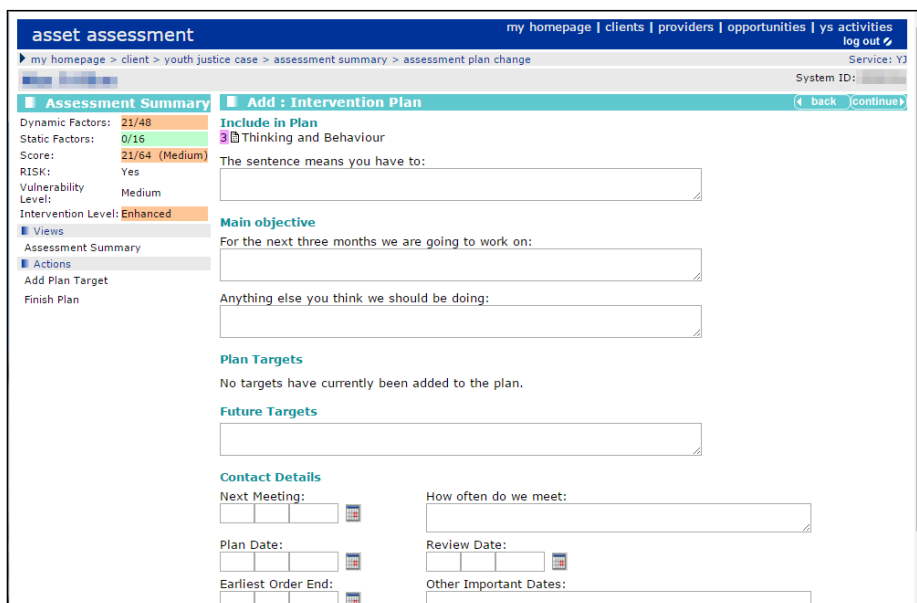 asset assessment
my homepage | clients | providers | opportunities | ys activities
log out
my homepage > client > youth justice case > assessment summary > assessment plan change
Service: YJ
System ID:
Assessment Summary
Dynamic Factors: 21/48
Static Factors: 0/16
Score: 21/64 (Medium)
RISK: Yes
Vulnerability Level: Medium
Intervention Level: Enhanced
Views
Assessment Summary
Actions
Add Plan Target
Finish Plan
Add : Intervention Plan
back continue
Include in Plan
3 Thinking and Behaviour
The sentence means you have to:
Main objective
For the next three months we are going to work on:
Anything else you think we should be doing:
Plan Targets
No targets have currently been added to the plan.
Future Targets
Contact Details
Next Meeting: How often do we meet:
Plan Date: Review Date:
Earliest Order End: Other Important Dates: